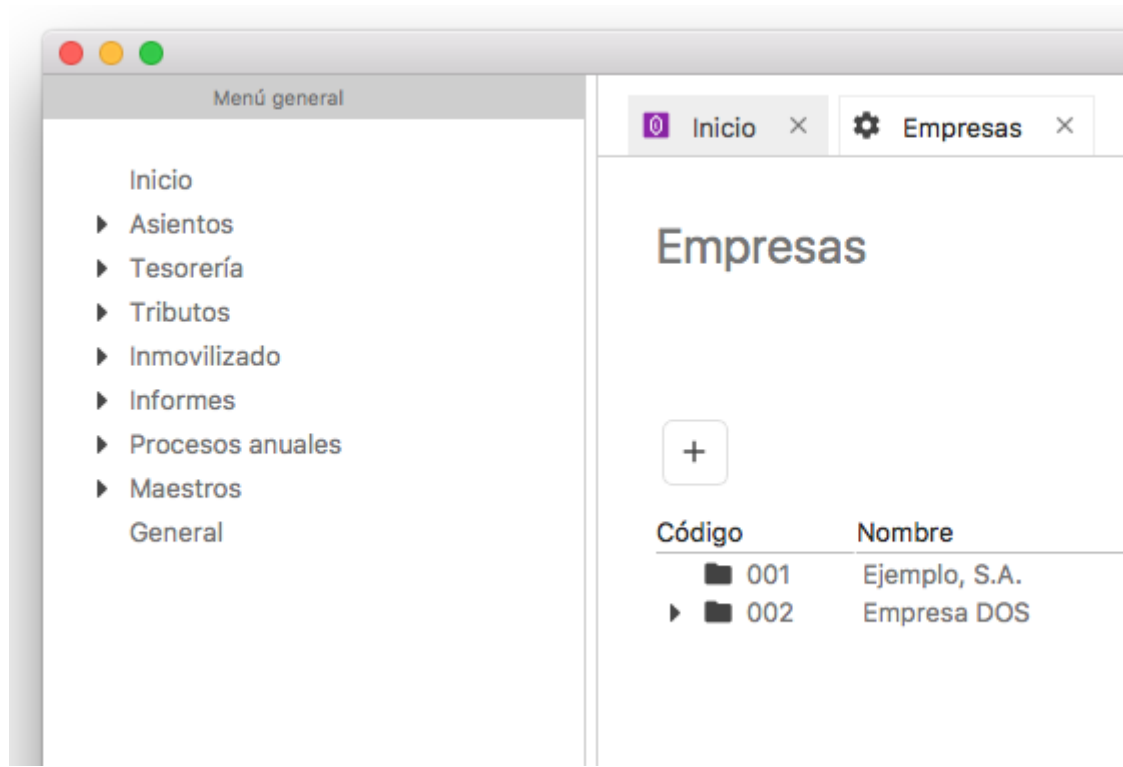 Menú general
Inicio
Asientos
Tesorería
Tributos
Inmovilizado
Informes
Procesos anuales
Maestros
General
Inicio Empresas
Empresas
Código Nombre
001 Ejemplo, S.A.
002 Empresa DOS